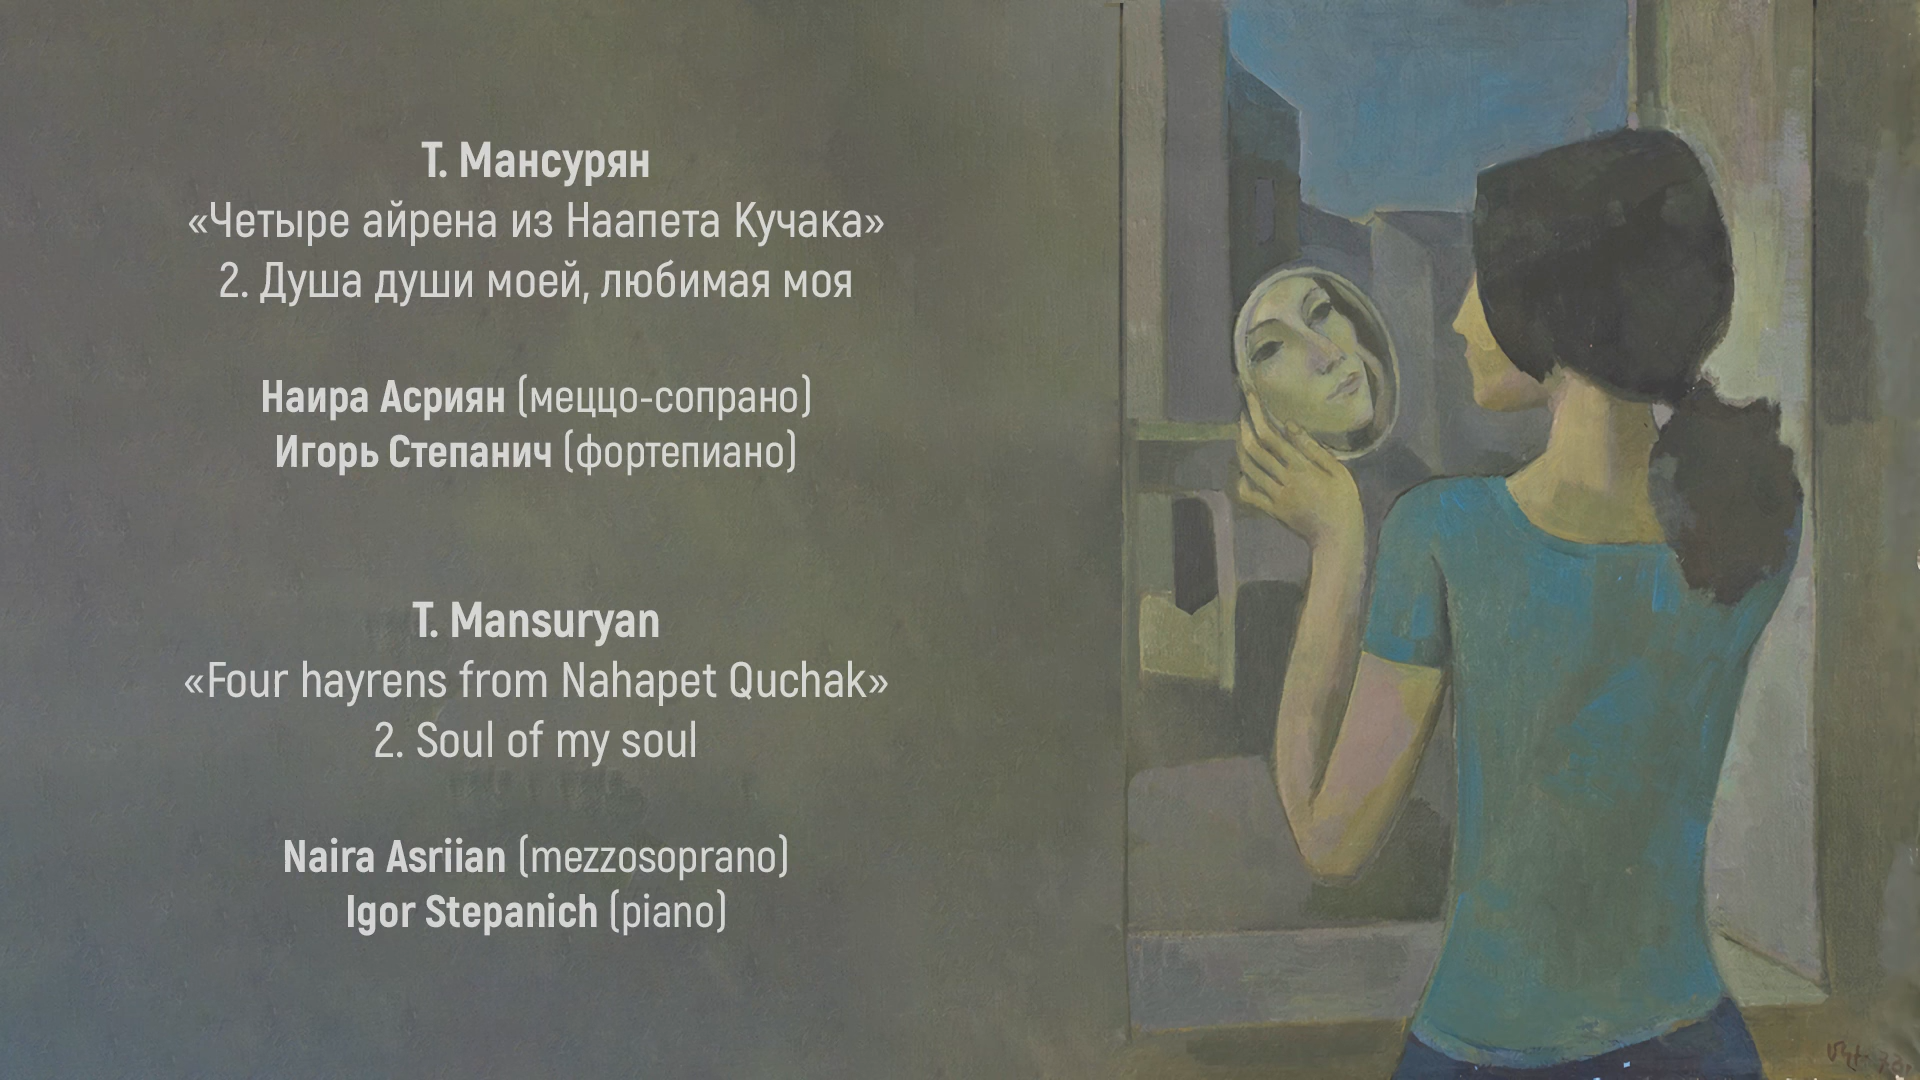 Т. Мансурян
«Четыре айрена из Наапета Кучака»
2. Душа души моей, любимая моя
Наира Асриян (меццо-сопрано)
Игорь Степанич (фортепиано)
T. Mansuryan
«Four hayrens from Nahapet Quchak»
2. Soul of my soul
Naira Asriian (mezzosoprano)
Igor Stepanich (piano)